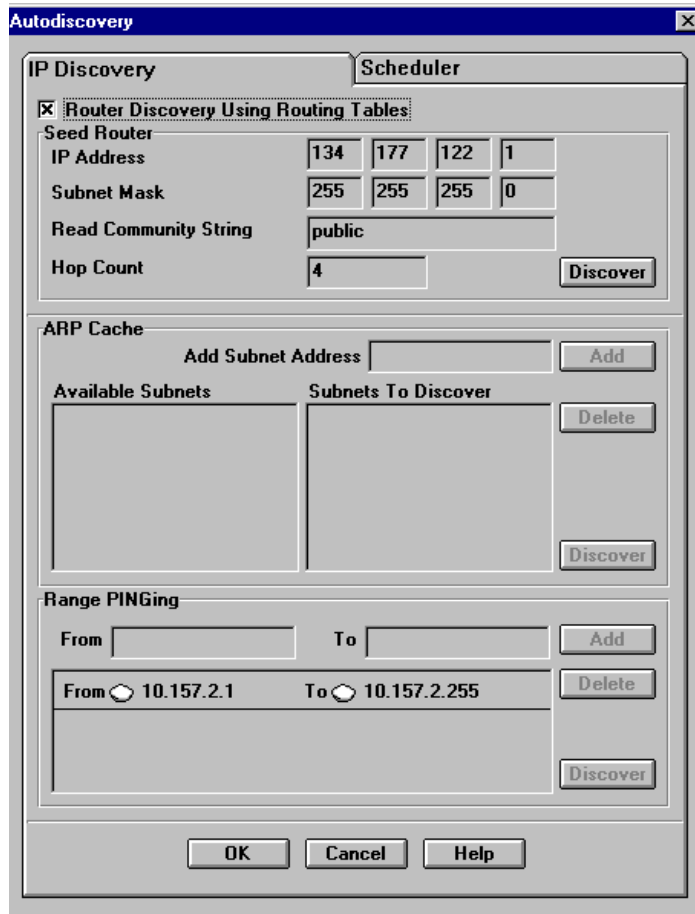 Autodiscovery
IP Discovery Scheduler
Router Discovery Using Routing Tables
Seed Router
IP Address 134 177 122 1
Subnet Mask 255 255 255 0
Read Community String public
Hop Count 4 Discover
ARP Cache
Add Subnet Address Add
Available Subnets Subnets To Discover
Delete
Discover
Range PINGing
From To Add
From 10.157.2.1 To 10.157.2.255 Delete
Discover
OK Cancel Help